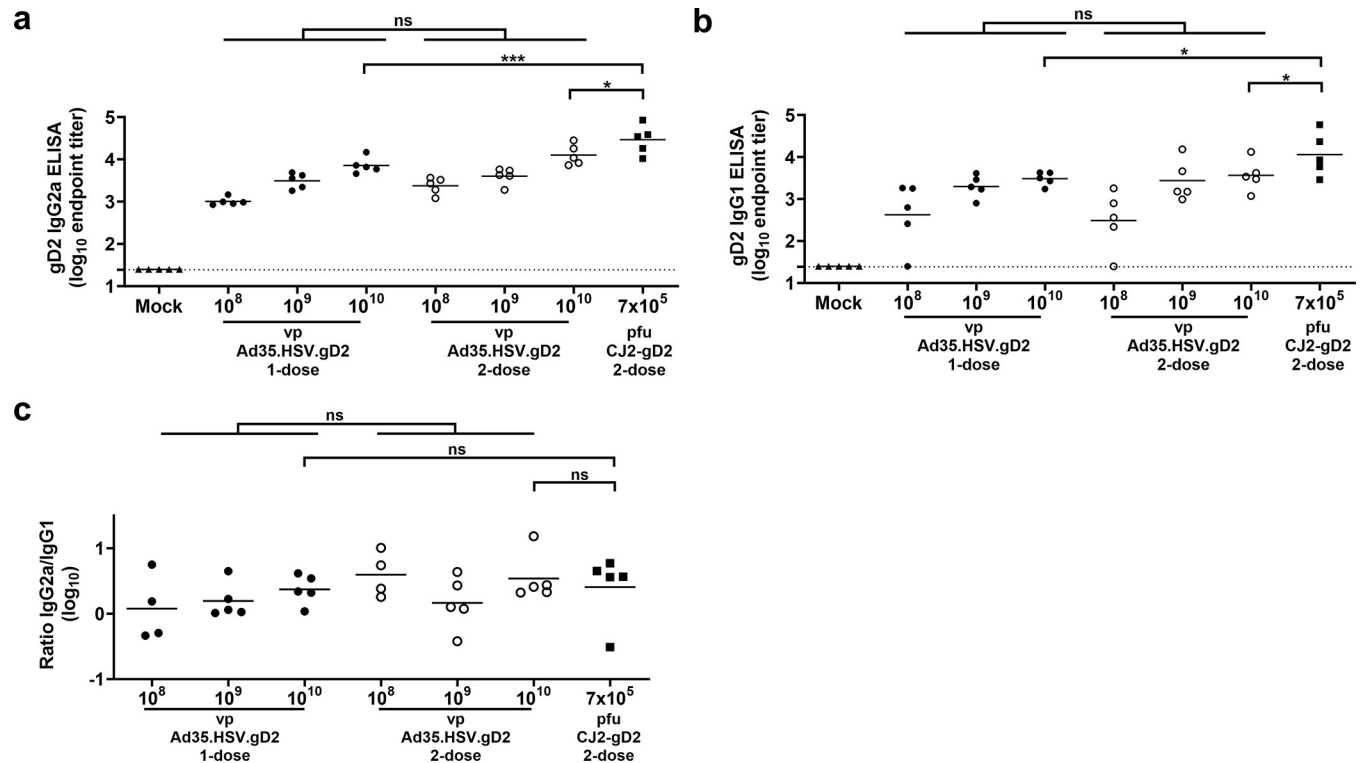 a
ns
***
*
gD2 IgG2a ELISA
(log10 endpoint titer)
5
4
3
2
1
Mock
10^8
10^9
10^10
10^8
10^9
10^10
7x10^5
vp
Ad35.HSV.gD2
1-dose
vp
Ad35.HSV.gD2
2-dose
pfu
CJ2-gD2
2-dose
b
ns
*
*
gD2 IgG1 ELISA
(log10 endpoint tier)
5
4
3
2
1
Mock
10^8
10^9
10^10
10^8
10^9
10^10
7x10^5
vp
Ad35.HSV.gD2
1-dose
vp
Ad35.HSV.gD2
2-dose
pfu
CJ2-gD2
2-dose
c
ns
ns
ns
Ratio IgG2a/IgG1
(log10)
1
0
-1
10^8
10^9
10^10
10^8
10^9
10^10
7x10^5
vp
Ad35.HSV.gD2
1-dose
vp
Ad35.HSV.gD2
2-dose
pfu
CJ2-gD2
2-dose